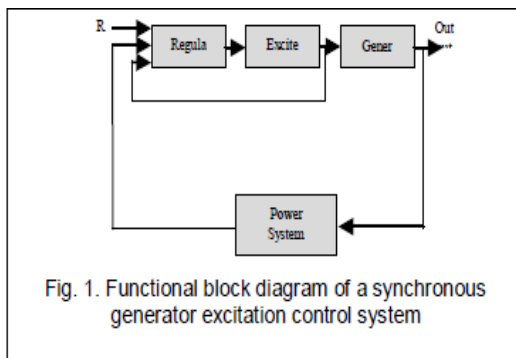 R
Regula
Excite
Gener
Out
Power
System
Fig. 1. Functional block diagram of a synchronous
generator excitation control system